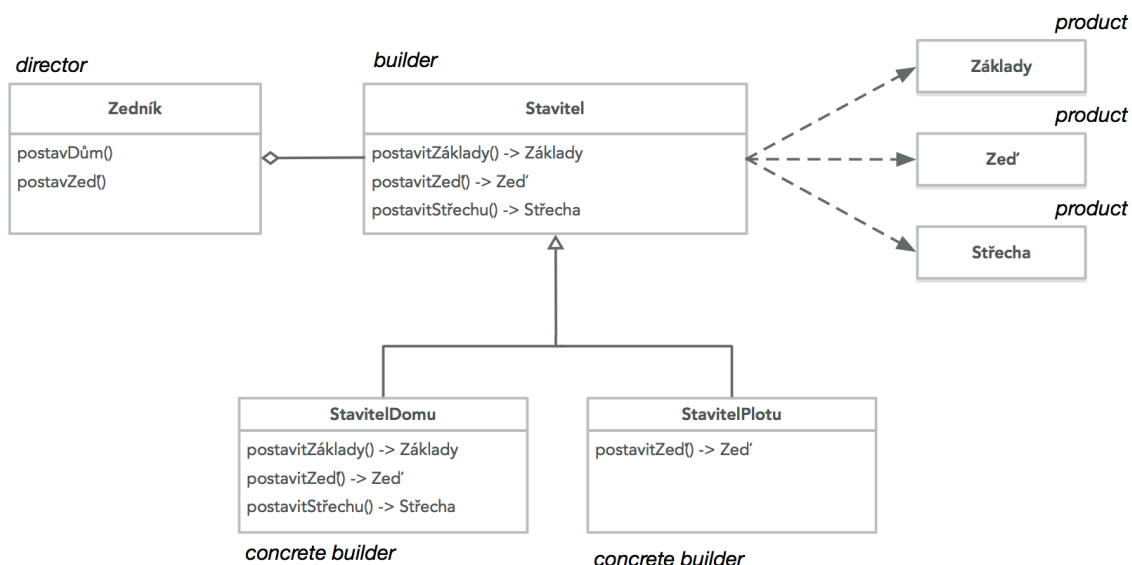 product
director
builder
Základy
Zedník
Stavitel
product
postavDům()
postavZeď()
postavitZáklady() -> Základy
postavitZeď() -> Zeď
postavitStřechu() -> Střecha
Zeď
product
Střecha
StavitelDomu
postavitZáklady() -> Základy
postavitZeď() -> Zeď
postavitStřechu() -> Střecha
StavitelPlotu
postavitZeď() -> Zeď
concrete builder
concrete builder